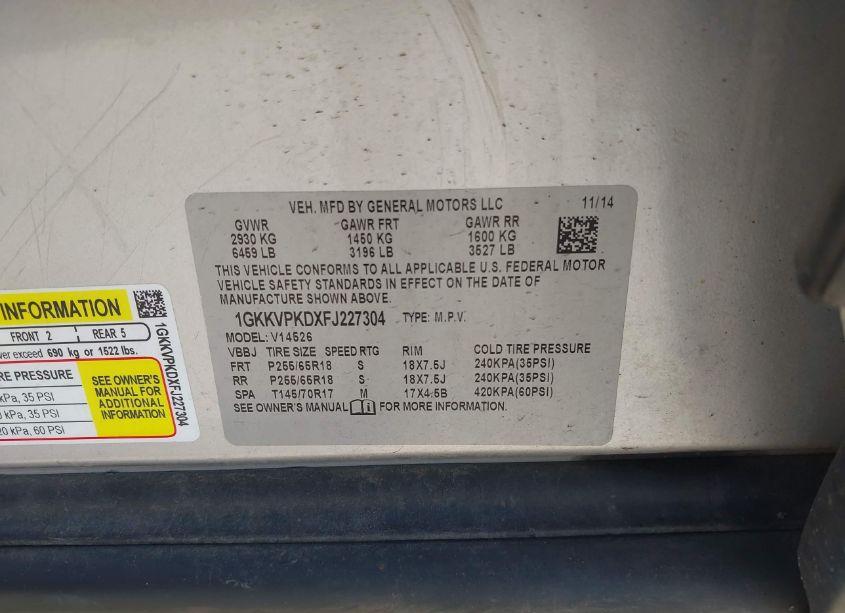 VEH. MFD BY GENERAL MOTORS LLC 11/14
GVWR GAWR FRT GAWR RR
2930 KG 1450 KG 1600 KG
6459 LB 3196 LB 3527 LB
THIS VEHICLE CONFORMS TO ALL APPLICABLE U.S. FEDERAL MOTOR
VEHICLE SAFETY STANDARDS IN EFFECT ON THE DATE OF
MANUFACTURE SHOWN ABOVE.
1GKKVPKDXFJ227304 TYPE: M.P.V.
MODEL: V14526
VBBJ TIRE SIZE SPEED RTG RIM COLD TIRE PRESSURE
FRT P255/65R18 S 18X7.5J 240KPA(35PSI)
RR P255/65R18 S 18X7.5J 240KPA(35PSI)
SPA T145/70R17 M 17X4.5B 420KPA(60PSI)
SEE OWNER'S MANUAL FOR MORE INFORMATION.
INFORMATION
FRONT 2 REAR 5
exceed 690 kg or 1522 lbs.
PRESSURE
kPa, 35 PSI
kPa, 35 PSI
kPa, 60 PSI
SEE OWNER'S
MANUAL FOR
ADDITIONAL
INFORMATION
1GKKVPKDXFJ227304